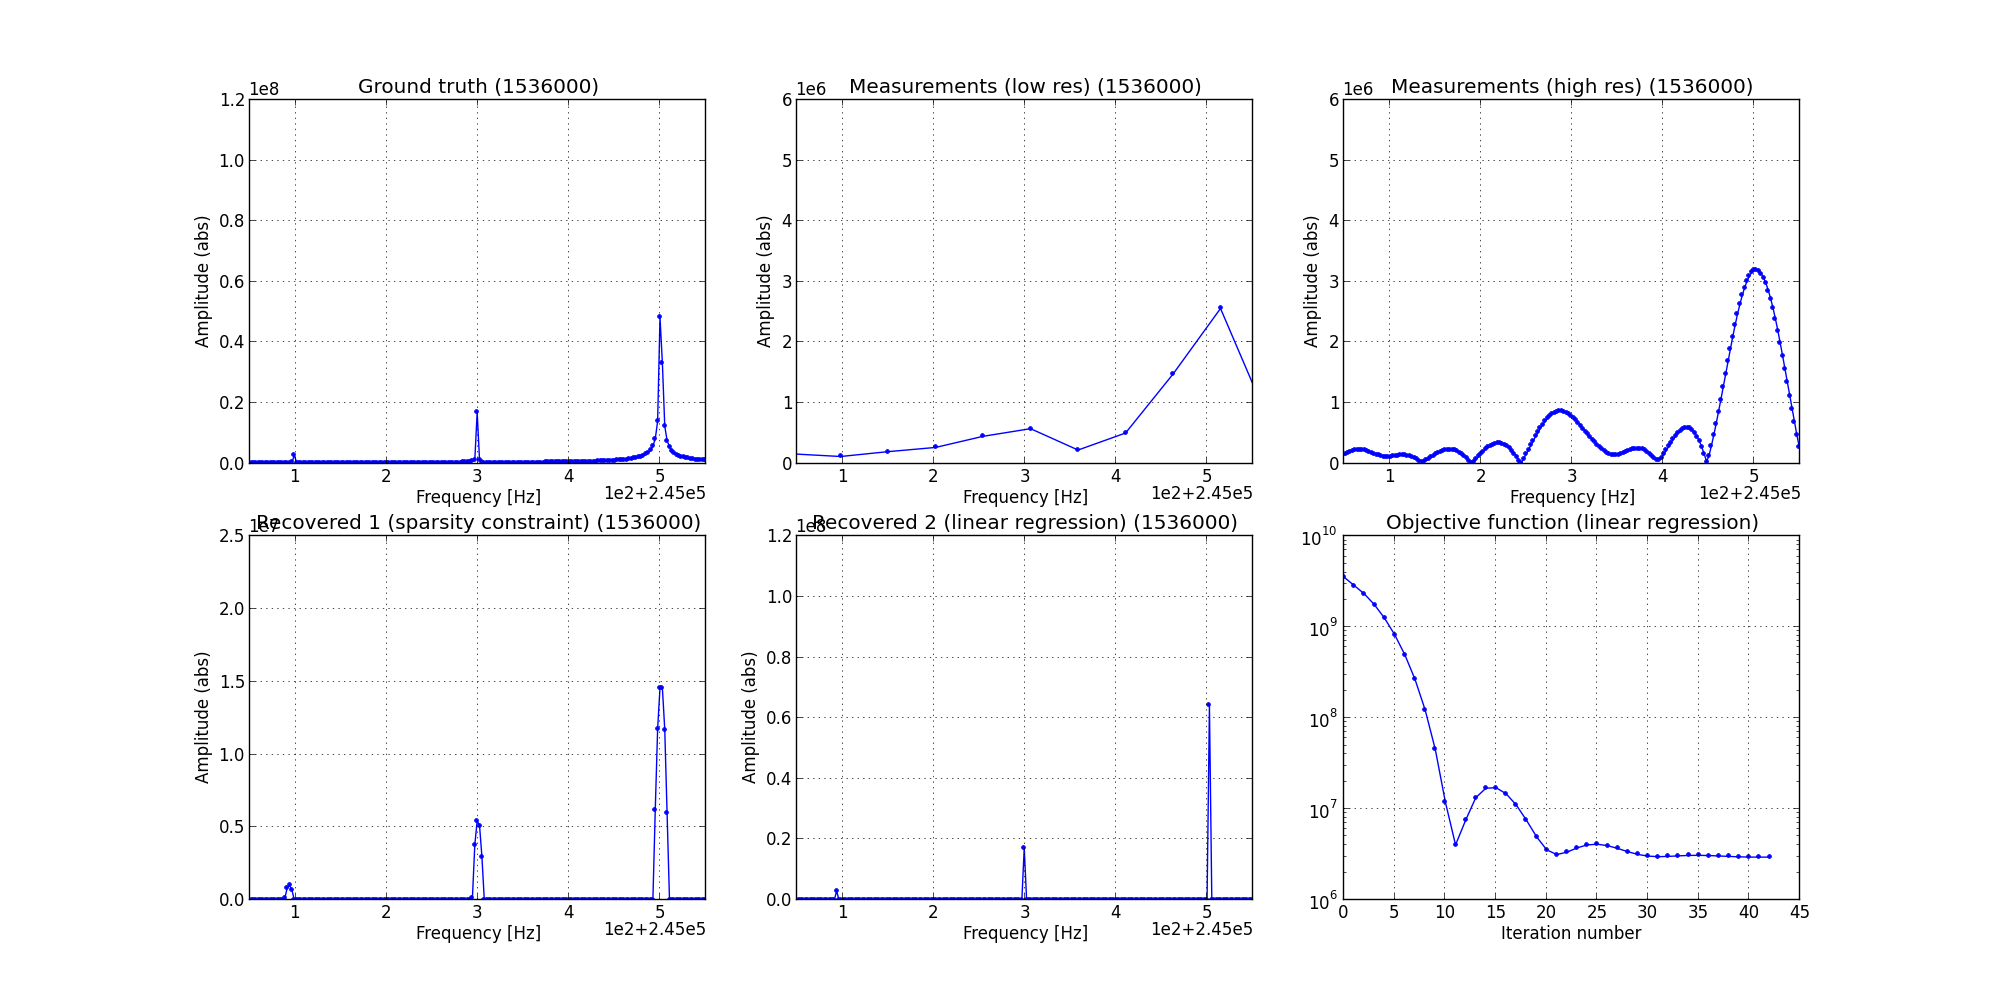 Ground truth (1536000)
1e8
1.2
1.0
0.8
0.6
0.4
0.2
0.0
Amplitude (abs)
1 2 3 4 5
Frequency [Hz]
1e2+2.45e5
Measurements (low res) (1536000)
1e6
6
5
4
3
2
1
0
Amplitude (abs)
1 2 3 4 5
Frequency [Hz]
1e2+2.45e5
Measurements (high res) (1536000)
1e6
6
5
4
3
2
1
0
Amplitude (abs)
1 2 3 4 5
Frequency [Hz]
1e2+2.45e5
Recovered 1 (sparsity constraint) (1536000)
1e7
2.5
2.0
1.5
1.0
0.5
0.0
Amplitude (abs)
1 2 3 4 5
Frequency [Hz]
1e2+2.45e5
Recovered 2 (linear regression) (1536000)
1e8
1.2
1.0
0.8
0.6
0.4
0.2
0.0
Amplitude (abs)
1 2 3 4 5
Frequency [Hz]
1e2+2.45e5
Objective function (linear regression)
10^10
10^9
10^8
10^7
10^6
0 5 10 15 20 25 30 35 40 45
Iteration number